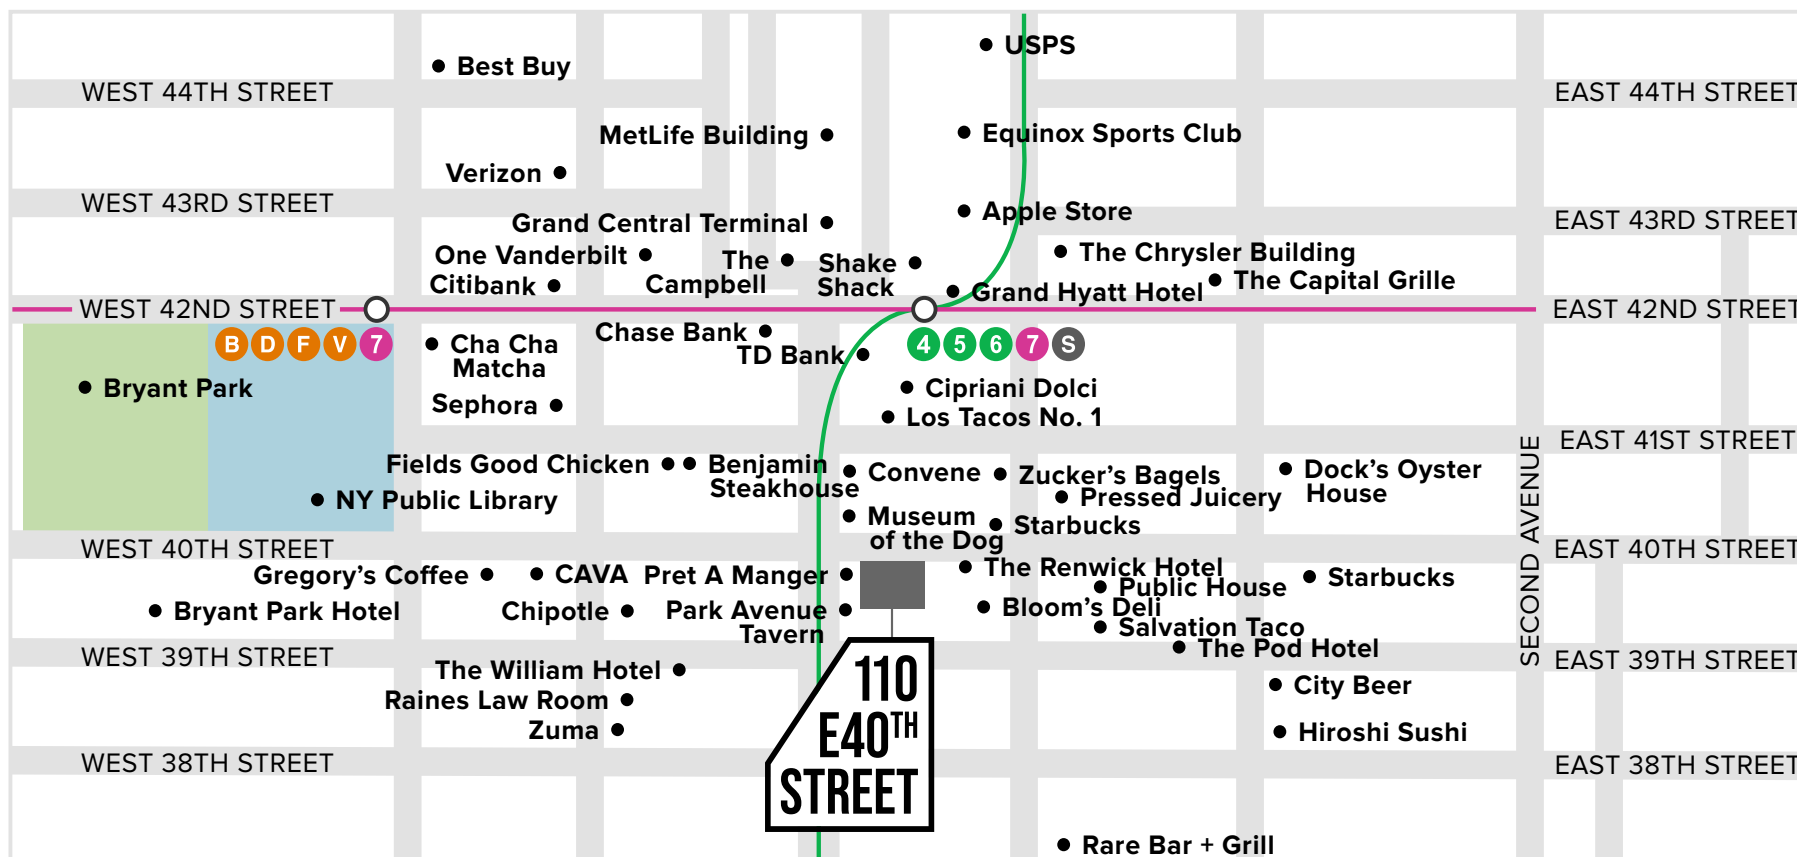 USPS
Best Buy
WEST 44TH STREET
EAST 44TH STREET
MetLife Building
Equinox Sports Club
Verizon
WEST 43RD STREET
Apple Store
EAST 43RD STREET
Grand Central Terminal
One Vanderbilt
The
Campbell
Shake
Shack
The Chrysler Building
Citibank
Grand Hyatt Hotel
The Capital Grille
WEST 42ND STREET
EAST 42ND STREET
B D F V 7
Cha Cha
Matcha
Chase Bank
TD Bank
4 5 6 7 S
Bryant Park
Cipriani Dolci
Sephora
Los Tacos No. 1
EAST 41ST STREET
Fields Good Chicken
Benjamin
Steakhouse
Convene
Zucker's Bagels
Dock's Oyster
House
NY Public Library
Pressed Juicery
Museum
of the Dog
Starbucks
SECOND AVENUE
WEST 40TH STREET
EAST 40TH STREET
Gregory's Coffee
CAVA
Pret A Manger
The Renwick Hotel
Public House
Starbucks
Bryant Park Hotel
Chipotle
Park Avenue
Tavern
Bloom's Deli
Salvation Taco
The Pod Hotel
WEST 39TH STREET
EAST 39TH STREET
The William Hotel
City Beer
Raines Law Room
Zuma
Hiroshi Sushi
110
E40TH
STREET
WEST 38TH STREET
EAST 38TH STREET
Rare Bar + Grill